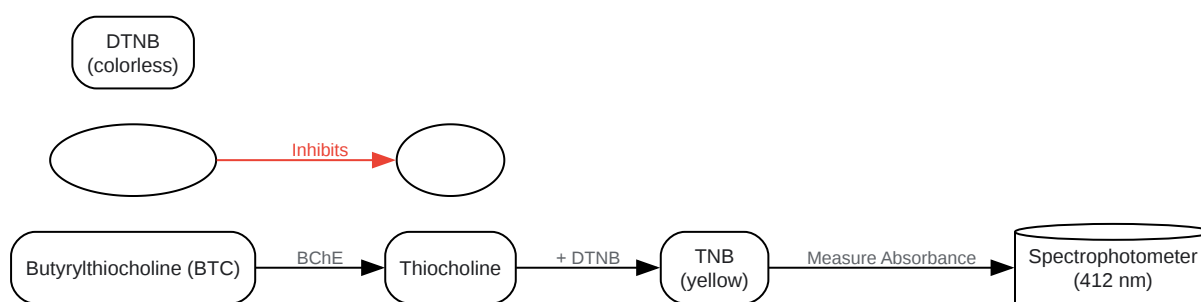 DTNB
(colorless)
Inhibits
Butyrylthiocholine (BTC)
BChE
Thiocholine
+ DTNB
TNB
(yellow)
Measure Absorbance
Spectrophotometer
(412 nm)